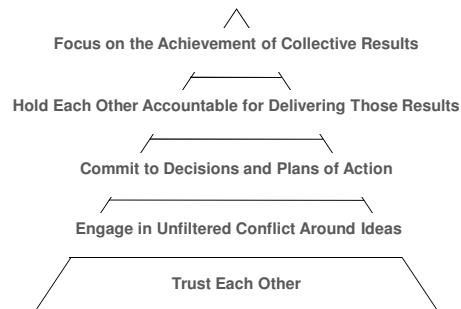 Focus on the Achievement of Collective Results
Hold Each Other Accountable for Delivering Those Results
Commit to Decisions and Plans of Action
Engage in Unfiltered Conflict Around Ideas
Trust Each Other